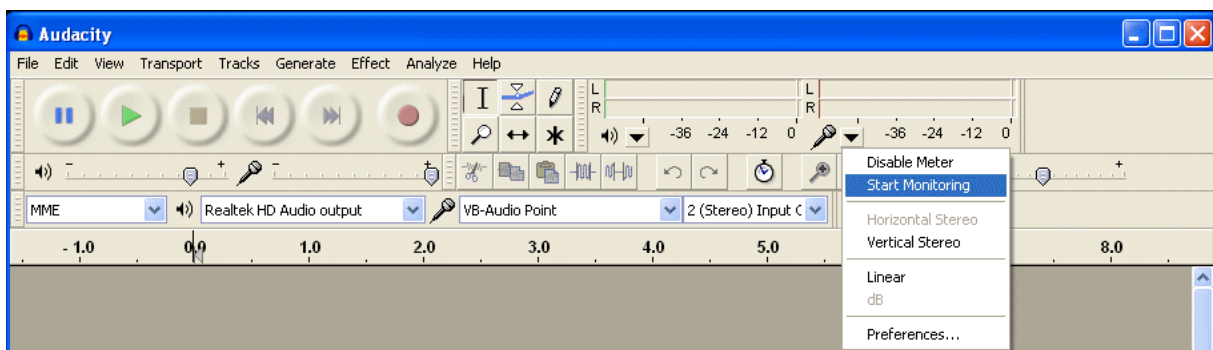 Audacity
File Edit View Transport Tracks Generate Effect Analyze Help
L L
R R
-36 -24 -12 0 -36 -24 -12 0
- + - +
+
MME Realtek HD Audio output VB-Audio Point 2 (Stereo) Input C
- 1.0 0.0 1.0 2.0 3.0 4.0 5.0 8.0
Disable Meter
Start Monitoring
Horizontal Stereo
Vertical Stereo
Linear
dB
Preferences...